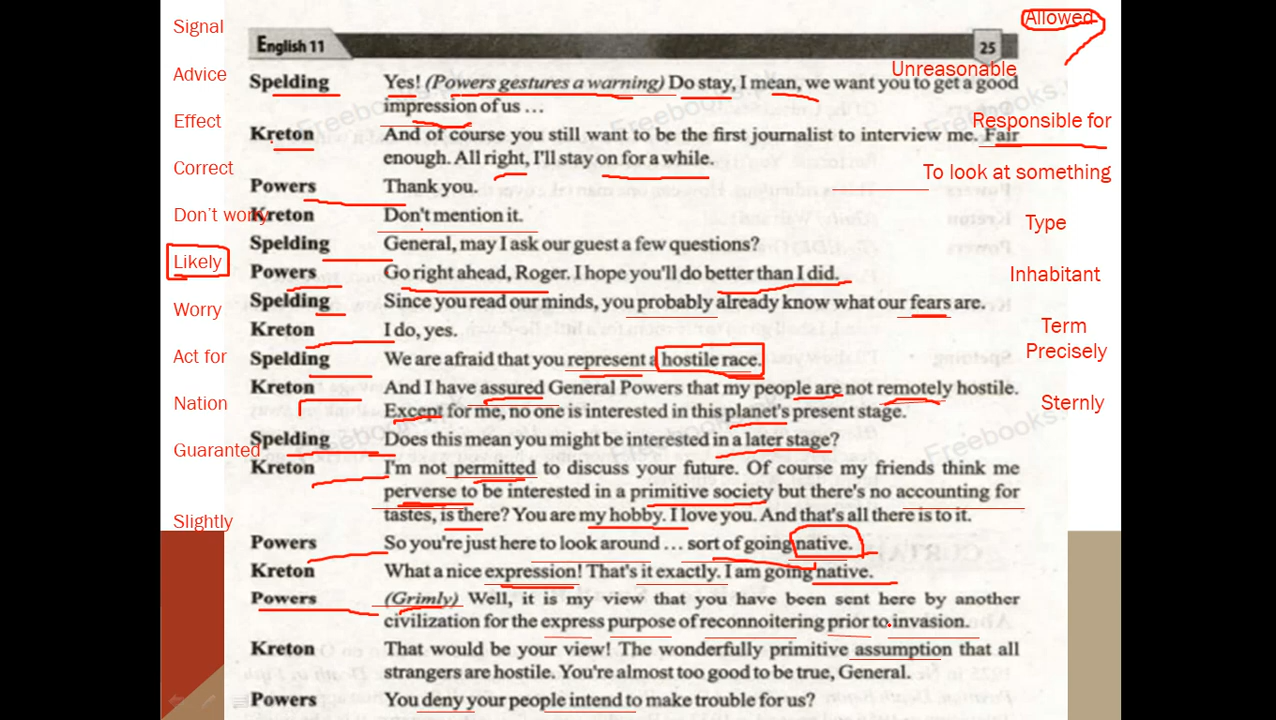 Signal
Advice
Effect
Correct
Don't worry
Likely
Worry
Act for
Nation
Guaranted
Slightly
English 11
25
Spelding Yes! (Powers gestures a warning) Do stay, I mean, we want you to get a good
impression of us ...
Kreton And of course you still want to be the first journalist to interview me. Fair
enough. All right, I'll stay on for a while.
Powers Thank you.
Kreton Don't mention it.
Spelding General, may I ask our guest a few questions?
Powers Go right ahead, Roger. I hope you'll do better than I did.
Spelding Since you read our minds, you probably already know what our fears are.
Kreton I do, yes.
Spelding We are afraid that you represent a hostile race.
Kreton And I have assured General Powers that my people are not remotely hostile.
Except for me, no one is interested in this planet's present stage.
Spelding Does this mean you might be interested in a later stage?
Kreton I'm not permitted to discuss your future. Of course my friends think me
perverse to be interested in a primitive society but there's no accounting for
tastes, is there? You are my hobby. I love you. And that's all there is to it.
Powers So you're just here to look around ... sort of going native.
Kreton What a nice expression! That's it exactly. I am going native.
Powers (Grimly) Well, it is my view that you have been sent here by another
civilization for the express purpose of reconnoitering prior to invasion.
Kreton That would be your view! The wonderfully primitive assumption that all
strangers are hostile. You're almost too good to be true, General.
Powers You deny your people intend to make trouble for us?
Allowed
Unreasonable
Responsible for
To look at something
Type
Inhabitant
Term
Precisely
Sternly